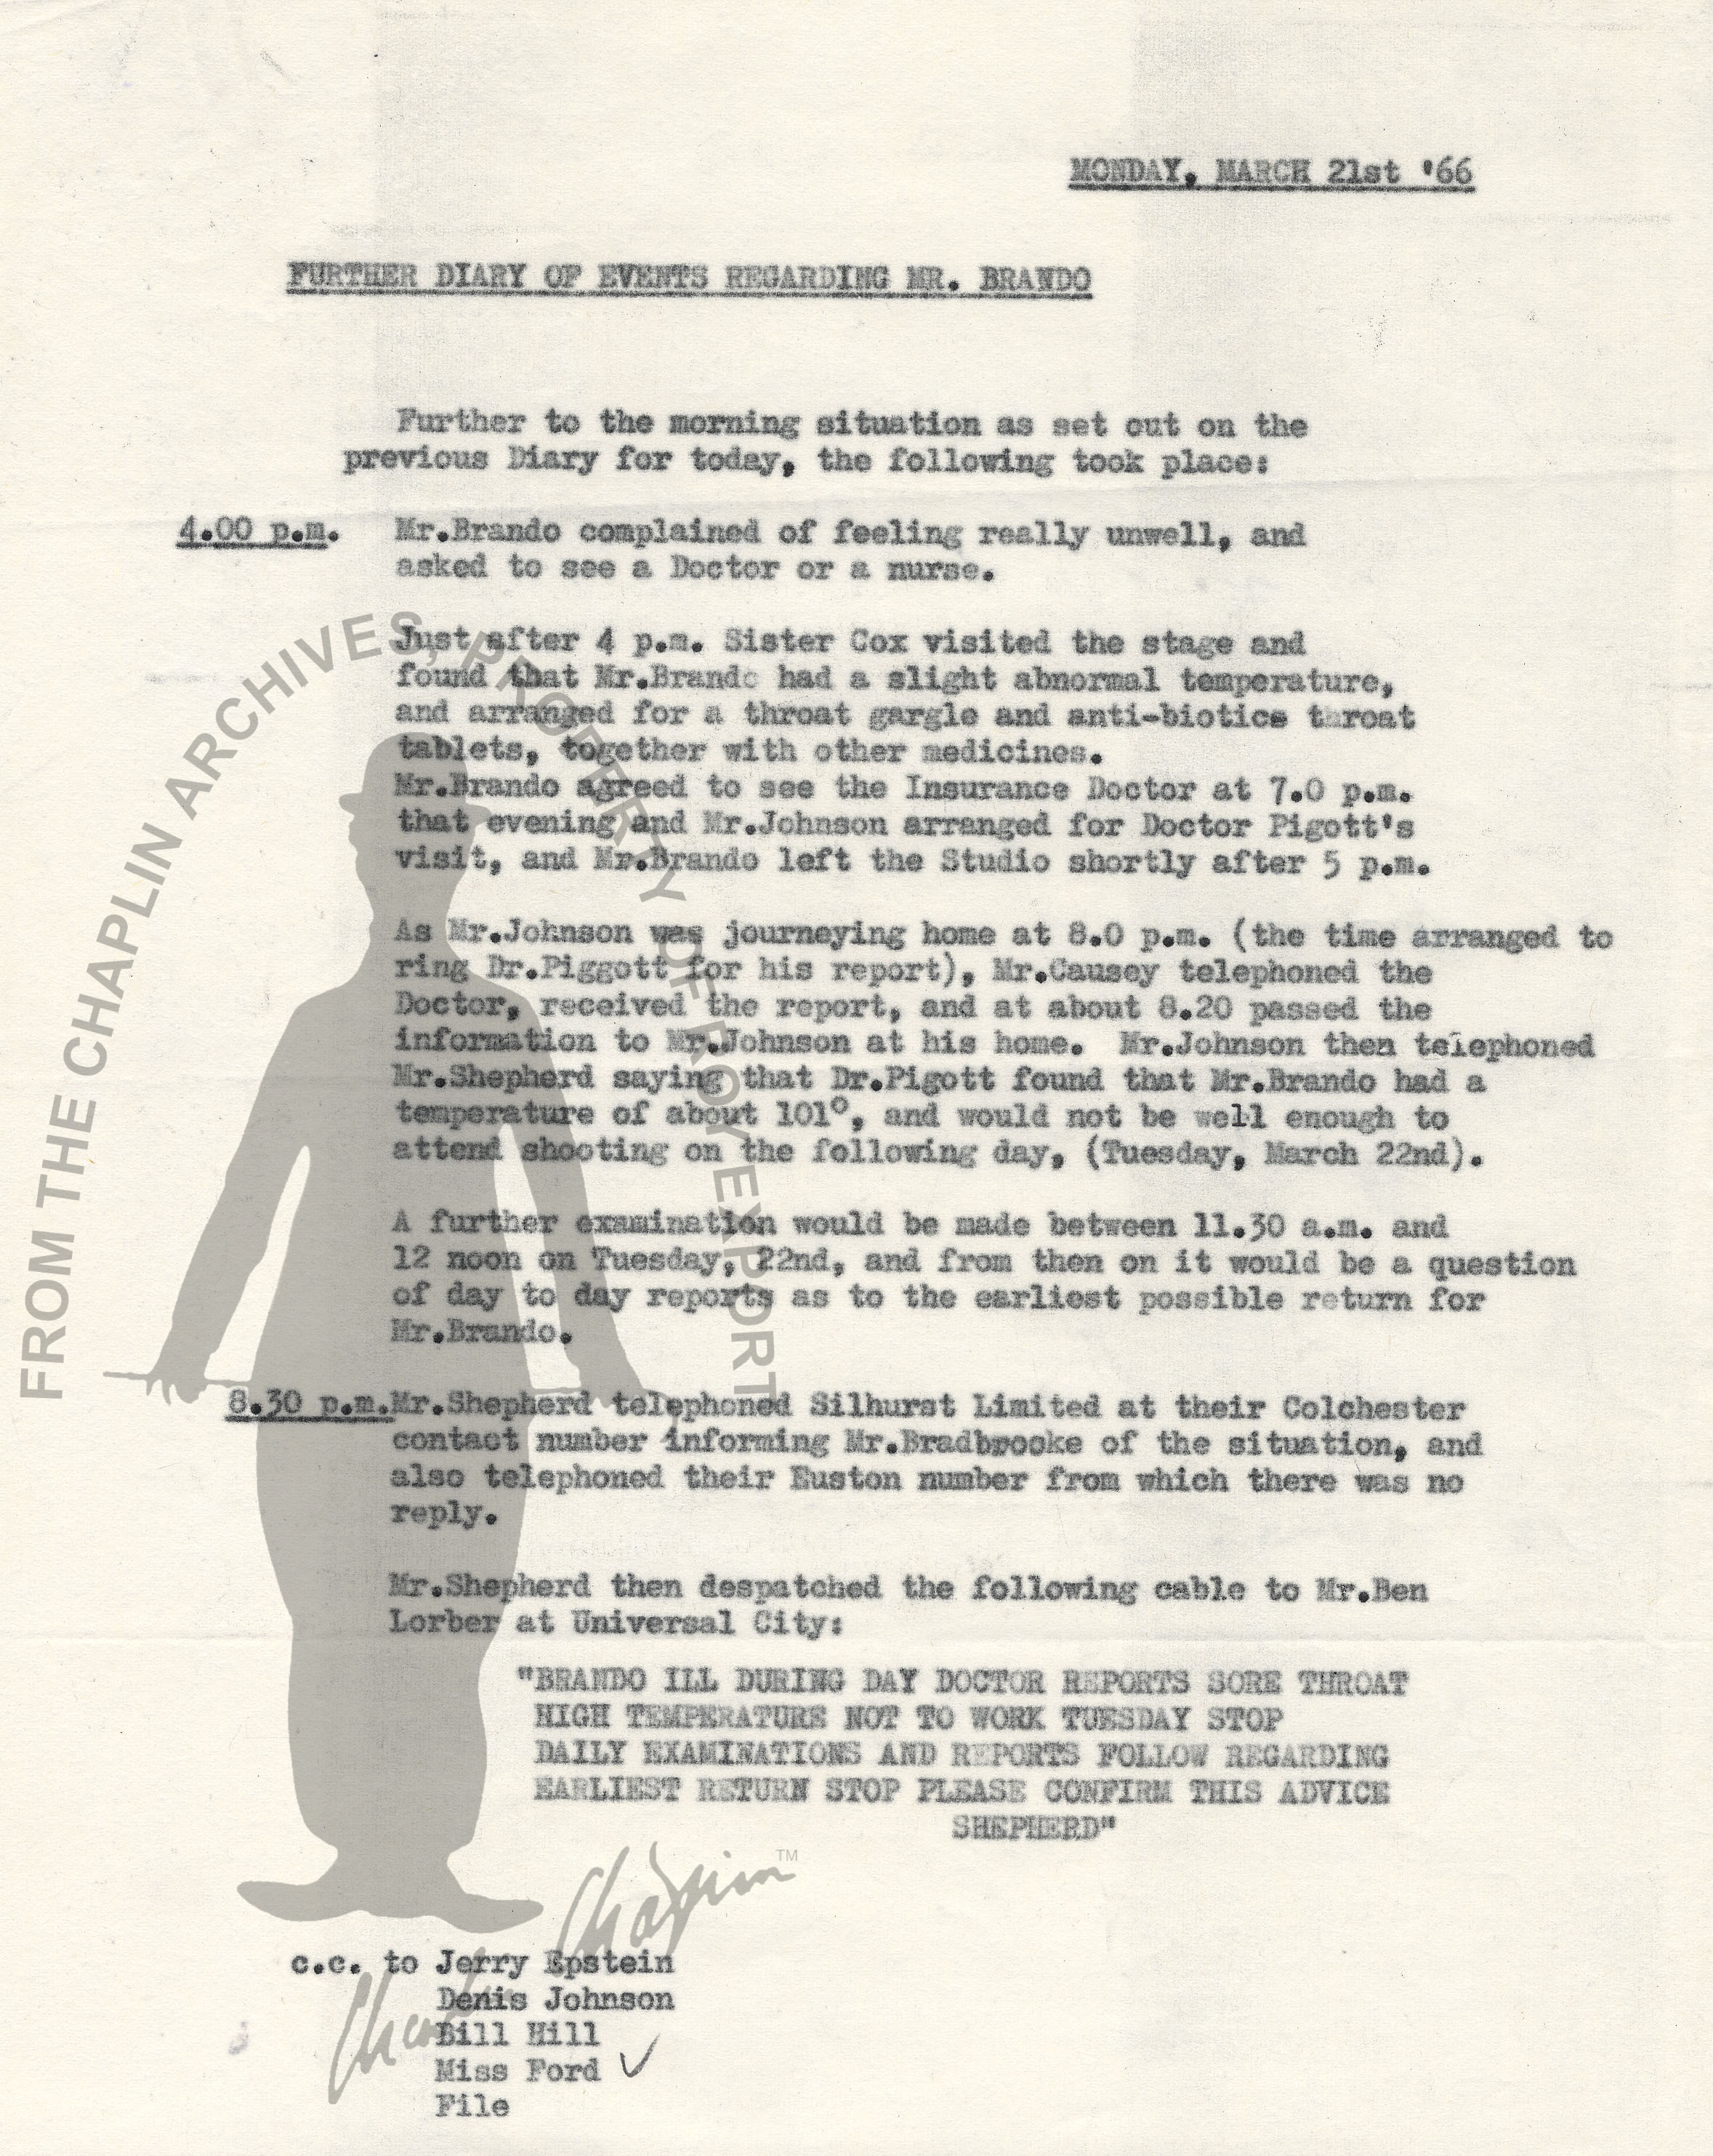 MONDAY, MARCH 21st '66
FURTHER DIARY OF EVENTS REGARDING MR. BRANDO
Further to the morning situation as set out on the
previous Diary for today, the following took place:
4.00 p.m. Mr.Brando complained of feeling really unwell, and
asked to see a Doctor or a nurse.
Just after 4 p.m. Sister Cox visited the stage and
found that Mr.Brando had a slight abnormal temperature,
and arranged for a throat gargle and anti-biotics throat
tablets, together with other medicines.
Mr.Brando agreed to see the Insurance Doctor at 7.0 p.m.
that evening and Mr.Johnson arranged for Doctor Pigott's
visit, and Mr.Brando left the Studio shortly after 5 p.m.
As Mr.Johnson was journeying home at 8.0 p.m. (the time arranged to
ring Dr.Piggott for his report), Mr.Causey telephoned the
Doctor, received the report, and at about 8.20 passed the
information to Mr.Johnson at his home. Mr.Johnson then telephoned
Mr.Shepherd saying that Dr.Pigott found that Mr.Brando had a
temperature of about 101°, and would not be well enough to
attend shooting on the following day, (Tuesday, March 22nd).
A further examination would be made between 11.30 a.m. and
12 noon on Tuesday, 22nd, and from then on it would be a question
of day to day reports as to the earliest possible return for
Mr.Brando.
8.30 p.m.Mr.Shepherd telephoned Silhurst Limited at their Colchester
contact number informing Mr.Bradbrooke of the situation, and
also telephoned their Euston number from which there was no
reply.
Mr.Shepherd then despatched the following cable to Mr.Ben
Lorber at Universal City:
"BRANDO ILL DURING DAY DOCTOR REPORTS SORE THROAT
HIGH TEMPERATURE NOT TO WORK TUESDAY STOP
DAILY EXAMINATIONS AND REPORTS FOLLOW REGARDING
EARLIEST RETURN STOP PLEASE CONFIRM THIS ADVICE
SHEPHERD"
c.c. to Jerry Epstein
Denis Johnson
Bill Hill
Miss Ford ✓
File
FROM THE CHAPLIN ARCHIVES, PROPERTY OF ROY EXPORT
Charlie Chaplin™